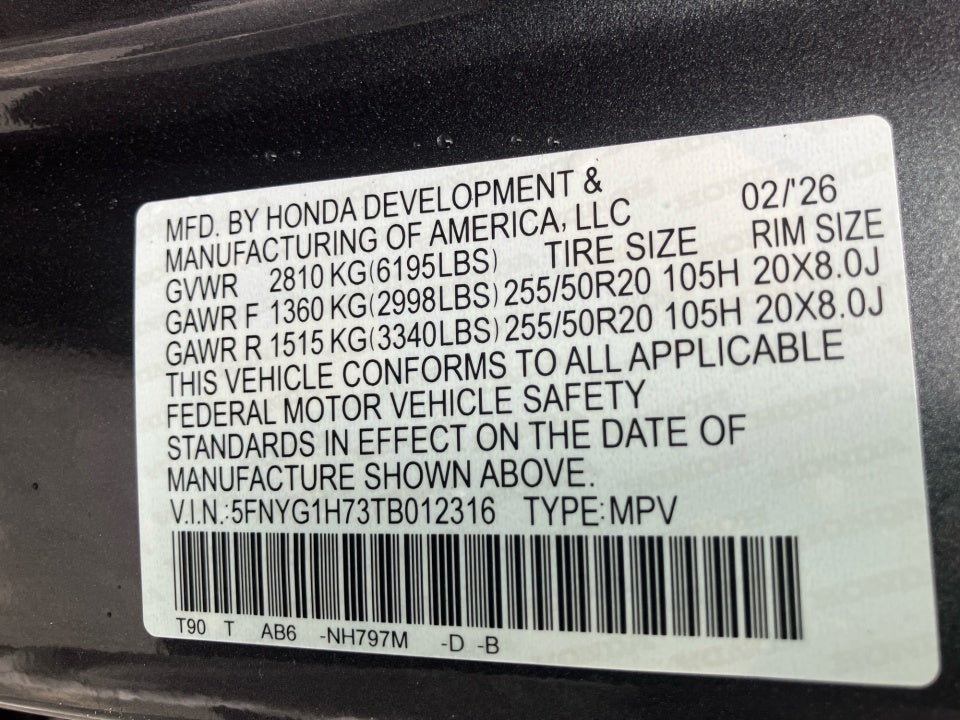 MFD. BY HONDA DEVELOPMENT & 02/'26
MANUFACTURING OF AMERICA, LLC
GVWR 2810 KG(6195LBS) TIRE SIZE RIM SIZE
GAWR F 1360 KG(2998LBS) 255/50R20 105H 20X8.0J
GAWR R 1515 KG(3340LBS) 255/50R20 105H 20X8.0J
THIS VEHICLE CONFORMS TO ALL APPLICABLE
FEDERAL MOTOR VEHICLE SAFETY
STANDARDS IN EFFECT ON THE DATE OF
MANUFACTURE SHOWN ABOVE.
V.I.N.:5FNYG1H73TB012316 TYPE:MPV
T90 T AB6 -NH797M -D -B